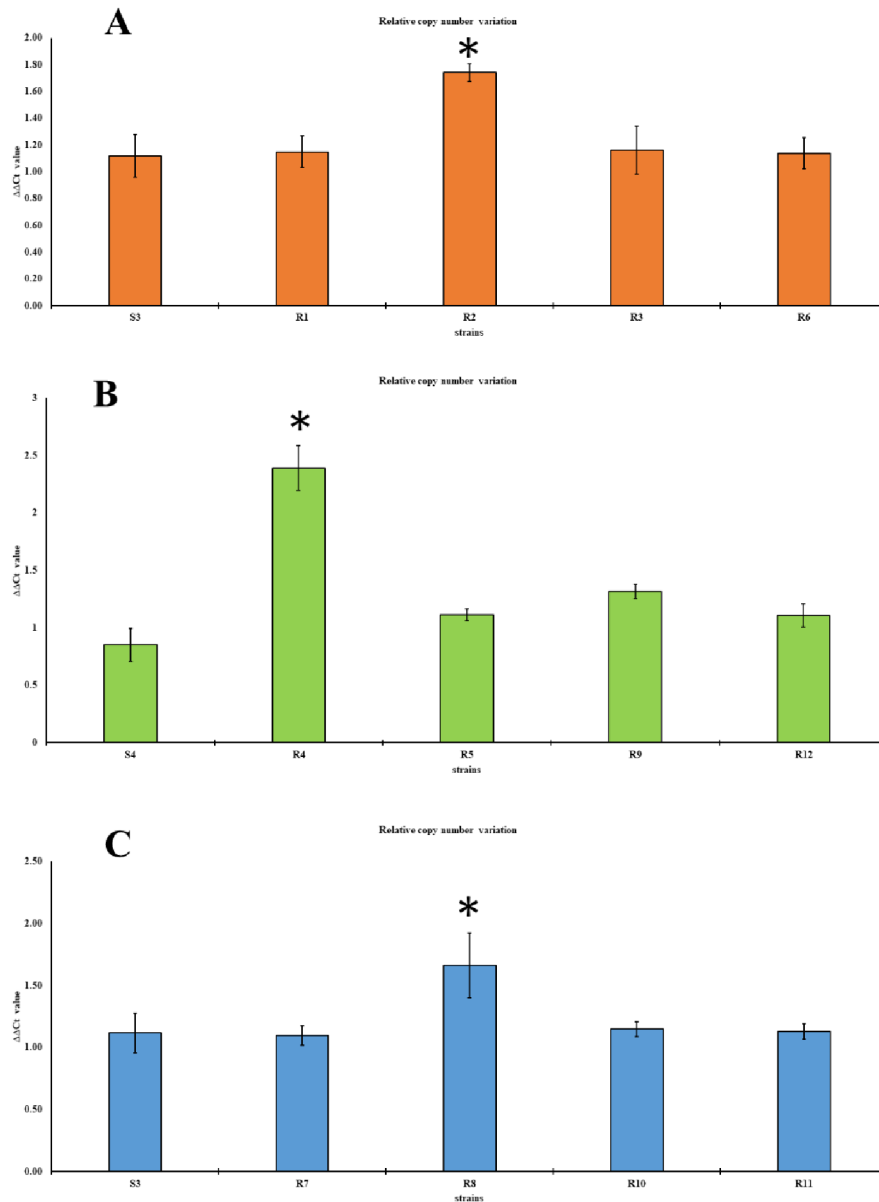 A
Relative copy number variation
*
2.00
1.80
1.60
1.40
1.20
1.00
0.80
0.60
0.40
0.20
0.00
ΔΔCt value
S3 R1 R2 R3 R6
strains
B
Relative copy number variation
*
3
2.5
2
1.5
1
0.5
0
ΔΔCt value
S4 R4 R5 R9 R12
strains
C
Relative copy number variation
*
2.50
2.00
1.50
1.00
0.50
0.00
ΔΔCt value
S3 R7 R8 R10 R11
strains